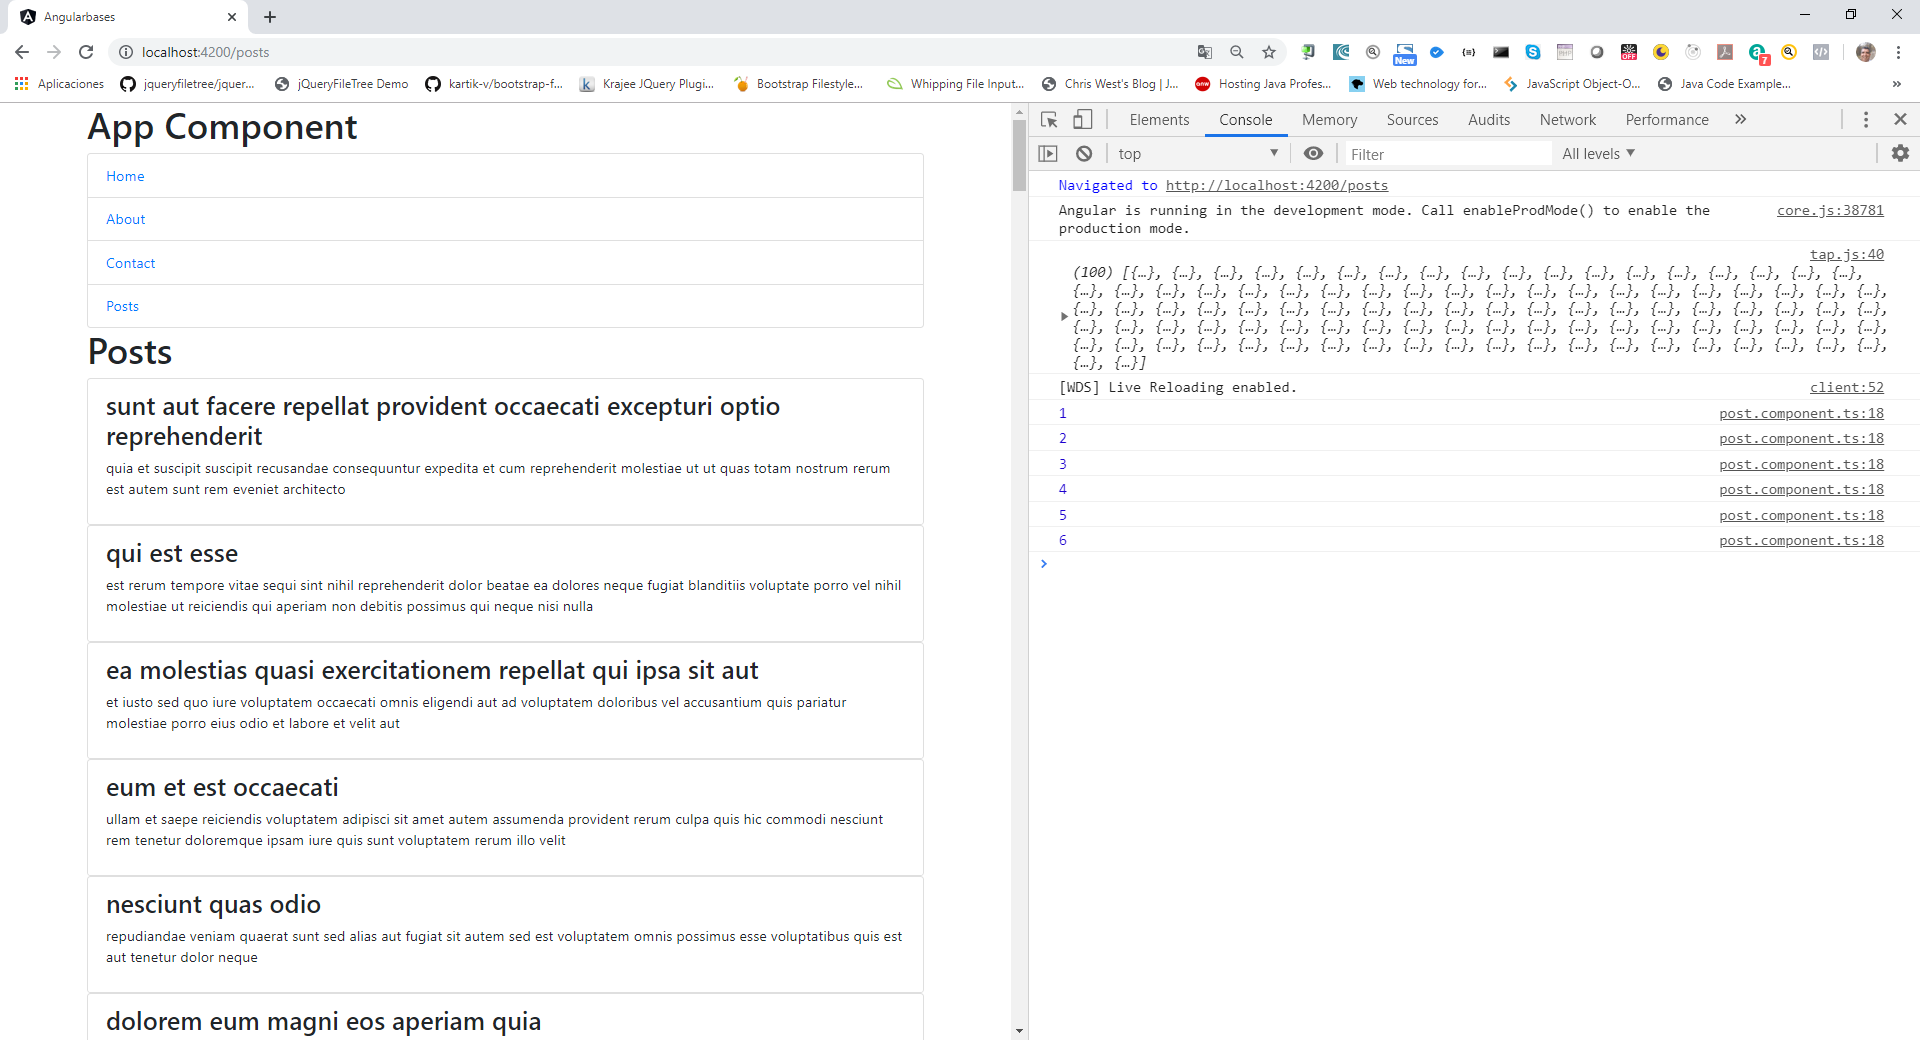 Angularbases
localhost:4200/posts
New
OFF
7
Aplicaciones
jqueryfiletree/jquer...
jQueryFileTree Demo
kartik-v/bootstrap-f...
Krajee JQuery Plugi...
Bootstrap Filestyle...
Whipping File Input...
Chris West's Blog | J...
Hosting Java Profes...
Web technology for...
JavaScript Object-O...
Java Code Example...
»
App Component
Home
About
Contact
Posts
Posts
sunt aut facere repellat provident occaecati excepturi optio
reprehenderit
quia et suscipit suscipit recusandae consequuntur expedita et cum reprehenderit molestiae ut ut quas totam nostrum rerum
est autem sunt rem eveniet architecto
qui est esse
est rerum tempore vitae sequi sint nihil reprehenderit dolor beatae ea dolores neque fugiat blanditiis voluptate porro vel nihil
molestiae ut reiciendis qui aperiam non debitis possimus qui neque nisi nulla
ea molestias quasi exercitationem repellat qui ipsa sit aut
et iusto sed quo iure voluptatem occaecati omnis eligendi aut ad voluptatem doloribus vel accusantium quis pariatur
molestiae porro eius odio et labore et velit aut
eum et est occaecati
ullam et saepe reiciendis voluptatem adipisci sit amet autem assumenda provident rerum culpa quis hic commodi nesciunt
rem tenetur doloremque ipsam iure quis sunt voluptatem rerum illo velit
nesciunt quas odio
repudiandae veniam quaerat sunt sed alias aut fugiat sit autem sed est voluptatem omnis possimus esse voluptatibus quis est
aut tenetur dolor neque
dolorem eum magni eos aperiam quia
Elements
Console
Memory
Sources
Audits
Network
Performance
»
top
Filter
All levels
Navigated to http://localhost:4200/posts
Angular is running in the development mode. Call enableProdMode() to enable the core.js:38781
production mode.
tap.js:40
(100) [{…}, {…}, {…}, {…}, {…}, {…}, {…}, {…}, {…}, {…}, {…}, {…}, {…}, {…}, {…}, {…}, {…}, {…},
{…}, {…}, {…}, {…}, {…}, {…}, {…}, {…}, {…}, {…}, {…}, {…}, {…}, {…}, {…}, {…}, {…}, {…}, {…}, {…},
{…}, {…}, {…}, {…}, {…}, {…}, {…}, {…}, {…}, {…}, {…}, {…}, {…}, {…}, {…}, {…}, {…}, {…}, {…}, {…},
{…}, {…}, {…}, {…}, {…}, {…}, {…}, {…}, {…}, {…}, {…}, {…}, {…}, {…}, {…}, {…}, {…}, {…}, {…}, {…},
{…}, {…}, {…}, {…}, {…}, {…}, {…}, {…}, {…}, {…}, {…}, {…}, {…}, {…}, {…}, {…}, {…}, {…}, {…}, {…},
{…}, {…}]
[WDS] Live Reloading enabled. client:52
1 post.component.ts:18
2 post.component.ts:18
3 post.component.ts:18
4 post.component.ts:18
5 post.component.ts:18
6 post.component.ts:18